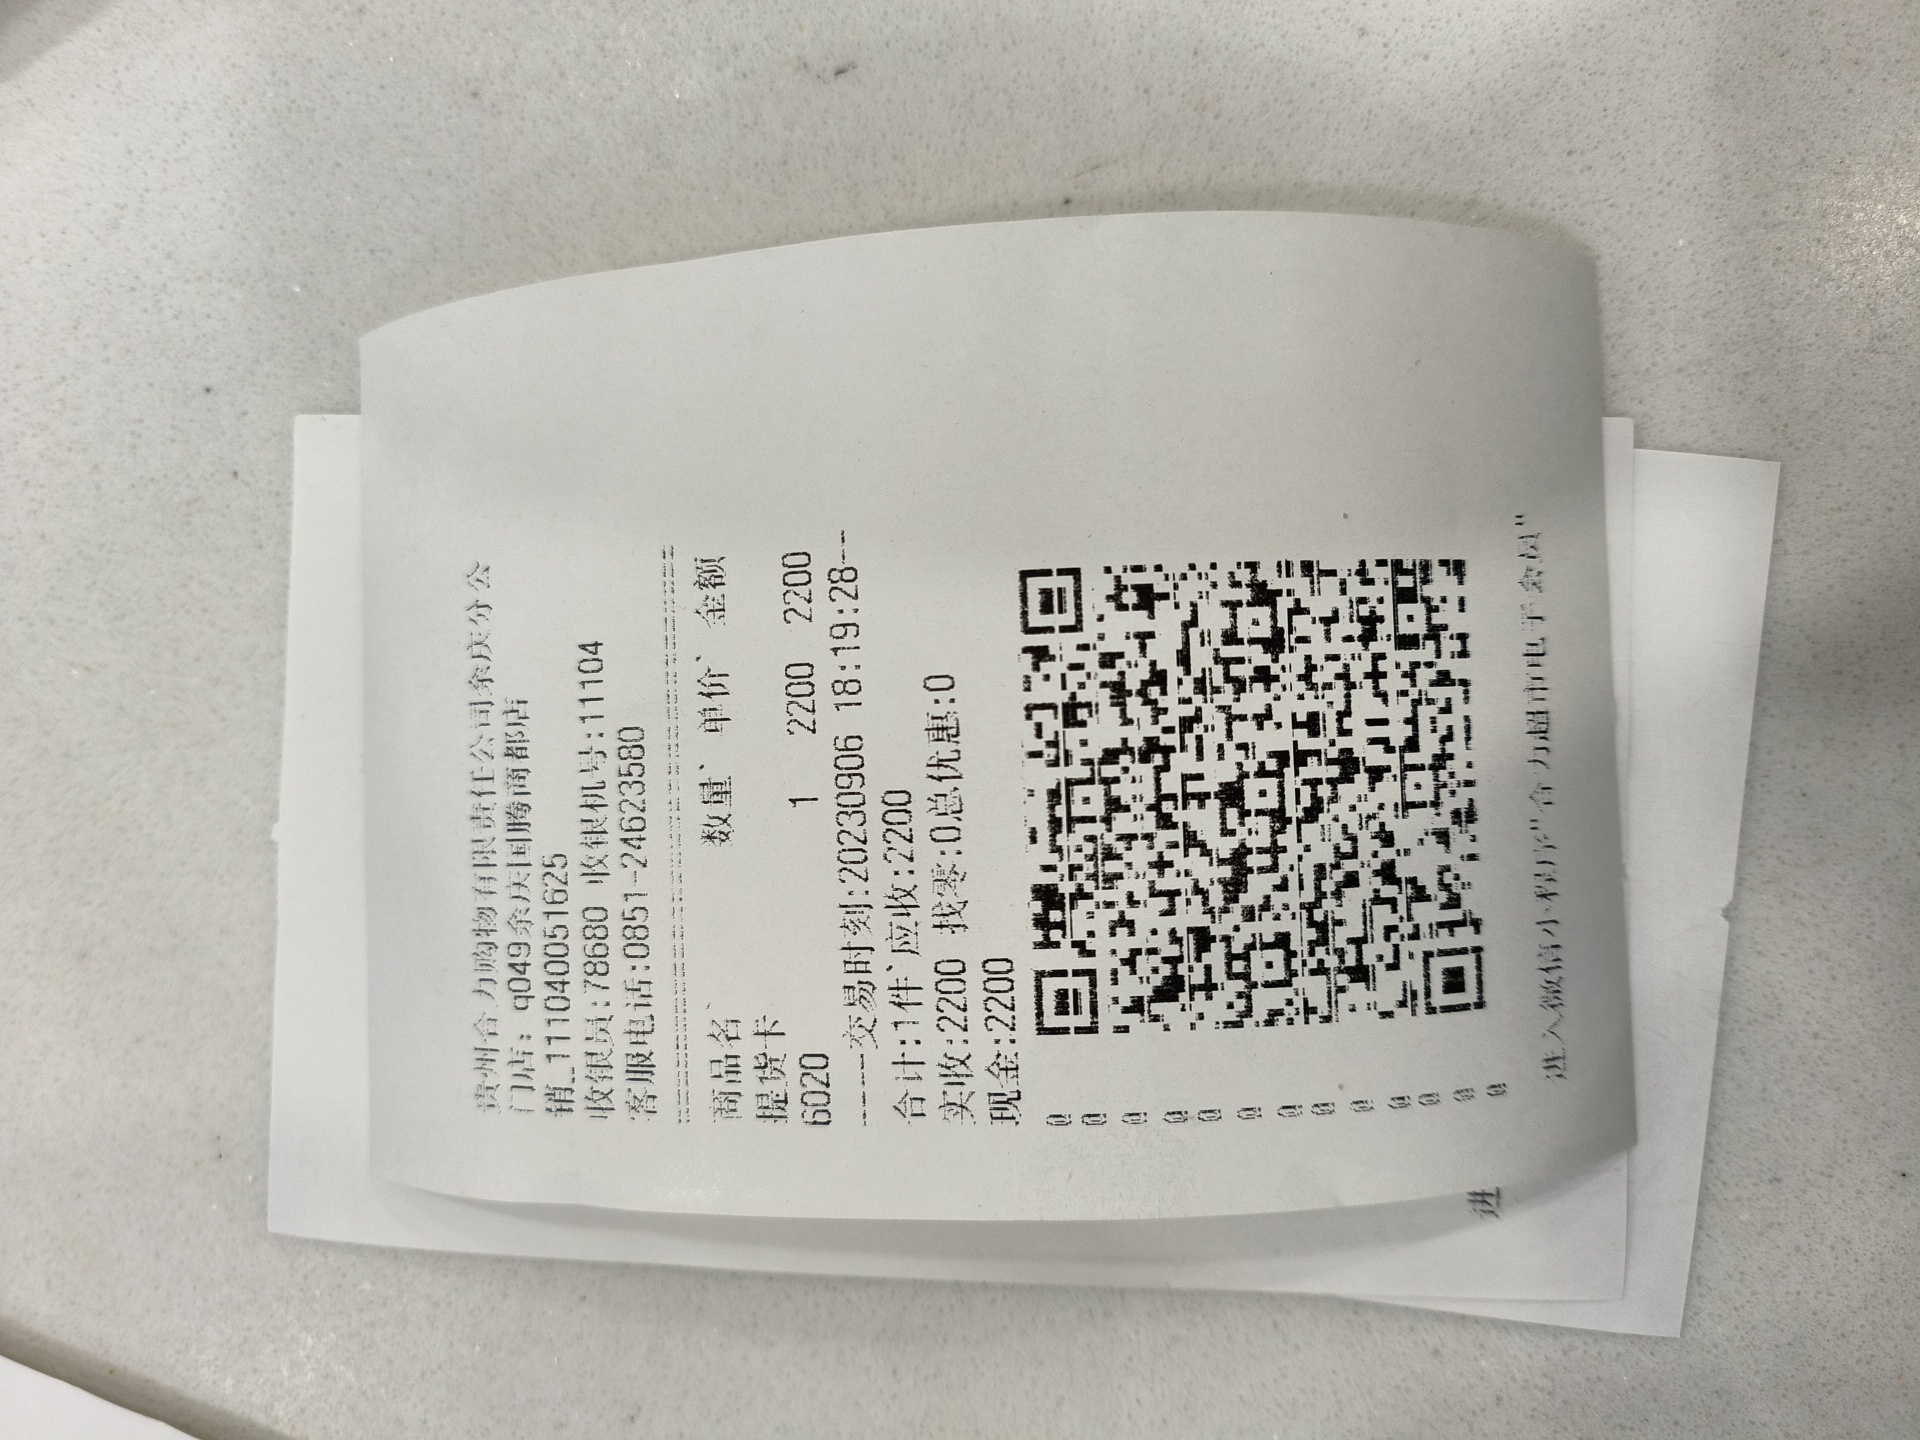 贵州合力购物有限责任公司余庆分公
门店: q049余庆国腾商都店
销_1110400516​25
收银员:78680 收银机号:11104
客服电话:0851-24623580
商品名、 数量、单价、金额
提货卡
6020 1 2200 2200
----交易时刻:20230906 18:19:28---
合计:1件、应收:2200
实收:2200 找零:0总优惠:0
现金:2200
进入微信小程序"合力超市电子会员"
进